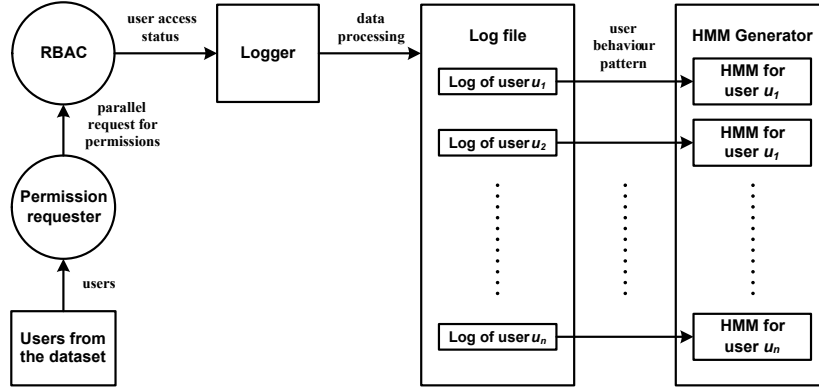 RBAC
user access
status
Logger
data
processing
Log file
user
behaviour
pattern
HMM Generator
Log of user u1
HMM for
user u1
parallel
request for
permissions
Log of user u2
HMM for
user u1
Permission
requester
users
Users from
the dataset
Log of user un
HMM for
user un